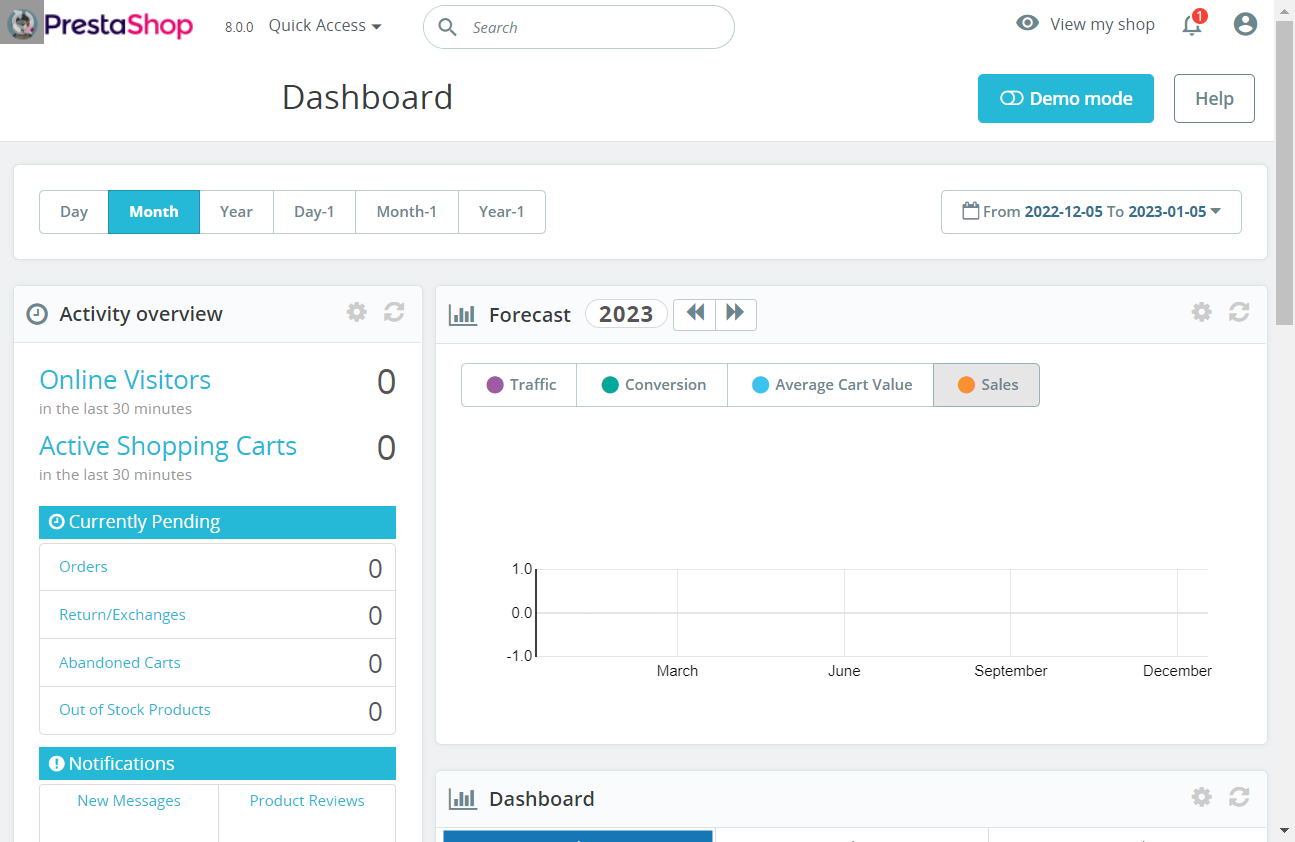 PrestaShop 8.0.0 Quick Access Search View my shop 1
Dashboard Demo mode Help
Day Month Year Day-1 Month-1 Year-1 From 2022-12-05 To 2023-01-05
Activity overview
Online Visitors 0
in the last 30 minutes
Active Shopping Carts 0
in the last 30 minutes
Currently Pending
Orders 0
Return/Exchanges 0
Abandoned Carts 0
Out of Stock Products 0
Notifications
New Messages Product Reviews
Forecast 2023
Traffic Conversion Average Cart Value Sales
1.0
0.0
-1.0
March June September December
Dashboard